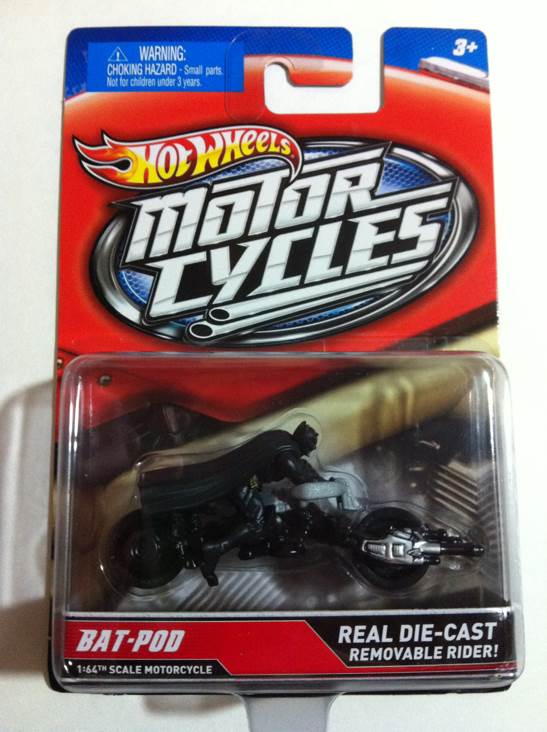 WARNING:
CHOKING HAZARD - Small parts.
Not for children under 3 years.
3+
HOT WHEELS
MOTOR
CYCLES
BAT-POD
1:64TH SCALE MOTORCYCLE
REAL DIE-CAST
REMOVABLE RIDER!